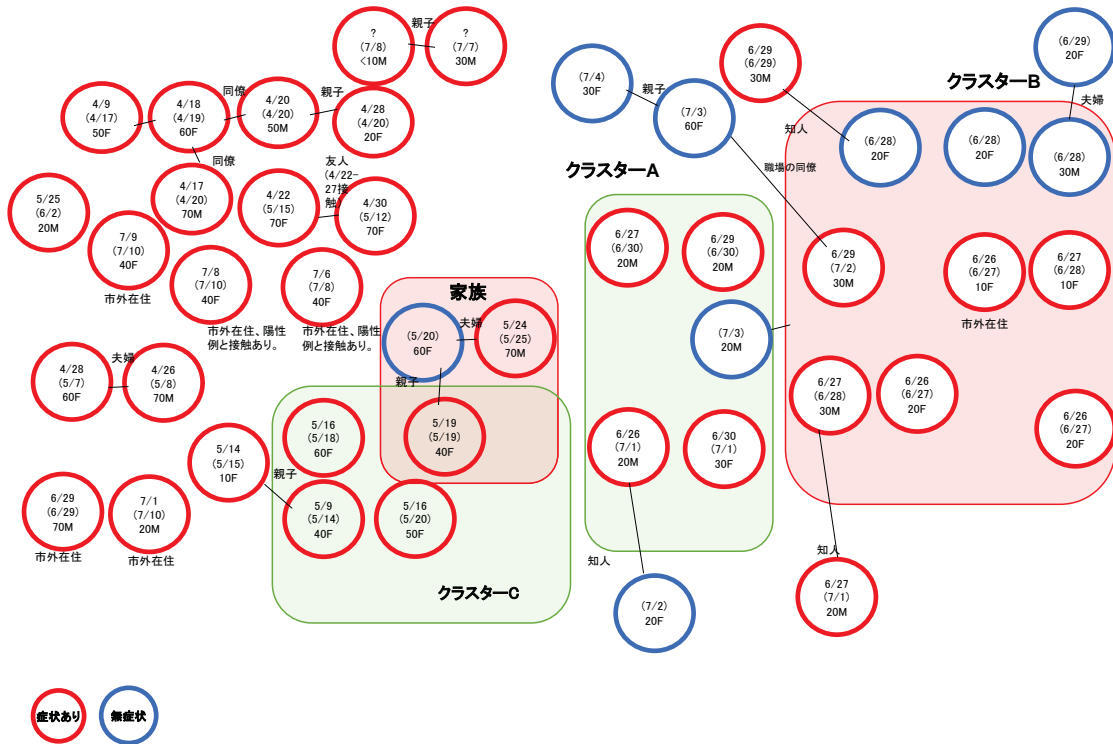 親子
?
(7/8)
<10M
?
(7/7)
30M
4/9
(4/17)
50F
4/18
(4/19)
60F
同僚
4/20
(4/20)
50M
親子
4/28
(4/20)
20F
同僚
4/17
(4/20)
70M
4/22
(5/15)
70F
友人
(4/22-
27接
触)
4/30
(5/12)
70F
5/25
(6/2)
20M
7/9
(7/10)
40F
市外在住
7/8
(7/10)
40F
市外在住、陽性
例と接触あり。
7/6
(7/8)
40F
市外在住、陽性
例と接触あり。
家族
(5/20)
60F
夫婦
5/24
(5/25)
70M
親子
5/19
(5/19)
40F
4/28
(5/7)
60F
夫婦
4/26
(5/8)
70M
5/14
(5/15)
10F
親子
5/16
(5/18)
60F
5/9
(5/14)
40F
5/16
(5/20)
50F
クラスターC
6/29
(6/29)
70M
市外在住
7/1
(7/10)
20M
市外在住
(7/4)
30F
親子
(7/3)
60F
職場の同僚
6/29
(6/29)
30M
知人
クラスターA
6/27
(6/30)
20M
6/29
(6/30)
20M
(7/3)
20M
6/26
(7/1)
20M
6/30
(7/1)
30F
知人
(7/2)
20F
クラスターB
(6/29)
20F
夫婦
(6/28)
20F
(6/28)
20F
(6/28)
30M
6/29
(7/2)
30M
6/26
(6/27)
10F
市外在住
6/27
(6/28)
10F
6/27
(6/28)
30M
6/26
(6/27)
20F
6/26
(6/27)
20F
知人
6/27
(7/1)
20M
症状あり
無症状